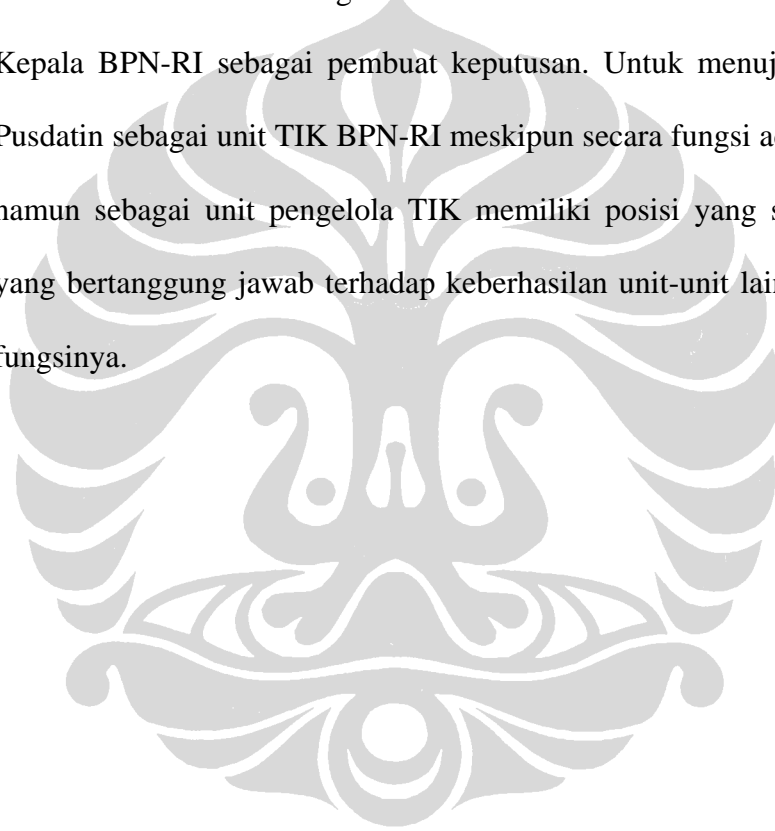 Kepala BPN-RI sebagai pembuat keputusan. Untuk menuj
Pusdatin sebagai unit TIK BPN-RI meskipun secara fungsi a
namun sebagai unit pengelola TIK memiliki posisi yang s
yang bertanggung jawab terhadap keberhasilan unit-unit lai
fungsinya.